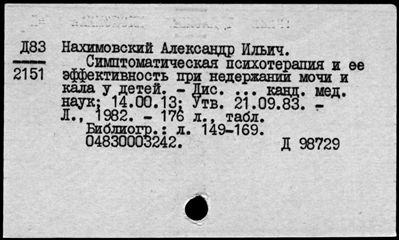 Д83 Нахимовский Александр Ильич.
2151 Симптоматическая психотерапия и ее
эффективность при недержании мочи и
кала у детей. - Дис. ... канд. мед.
наук; 14.00.13; Утв. 21.09.83. -
Л., 1982. - 176 л., табл.
Библиогр.: л. 149-169.
04830003242. Д 98729